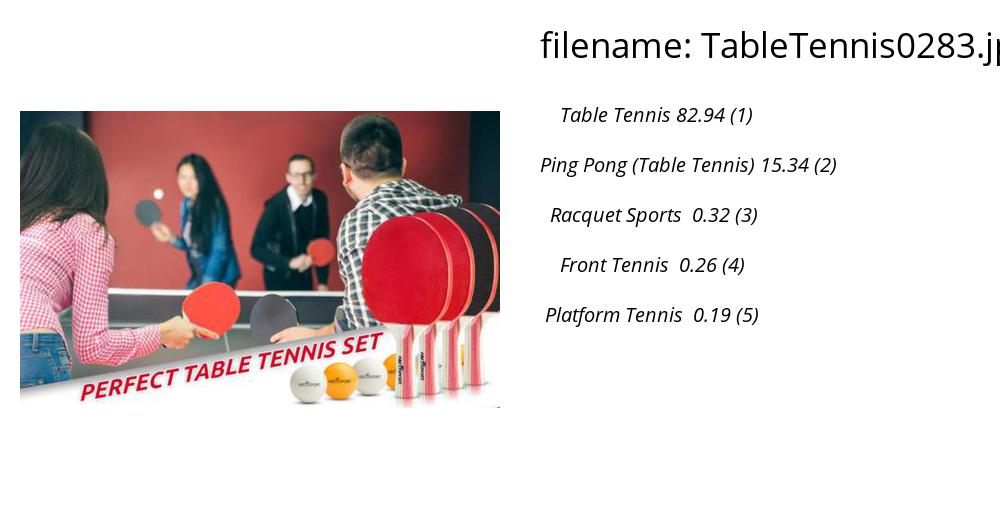 filename: TableTennis0283.jp
Table Tennis 82.94 (1)
Ping Pong (Table Tennis) 15.34 (2)
Racquet Sports 0.32 (3)
Front Tennis 0.26 (4)
Platform Tennis 0.19 (5)
PERFECT TABLE TENNIS SET